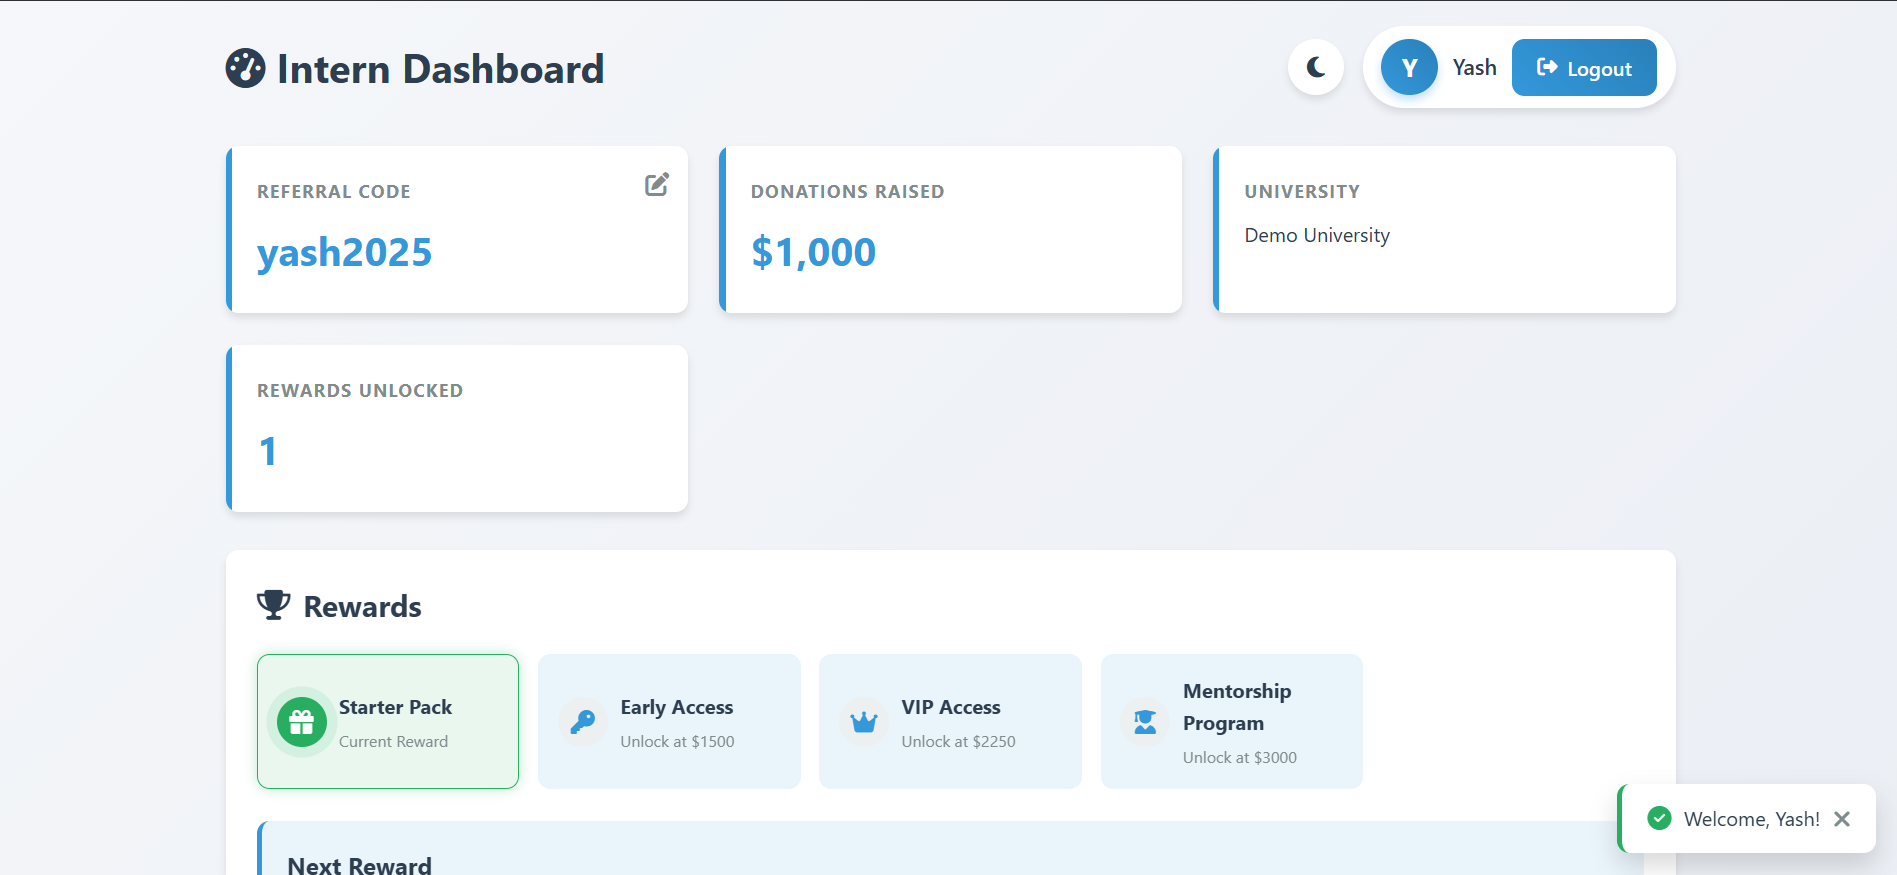 Intern Dashboard
Y
Yash
Logout
REFERRAL CODE
yash2025
DONATIONS RAISED
$1,000
UNIVERSITY
Demo University
REWARDS UNLOCKED
1
Rewards
Starter Pack
Current Reward
Early Access
Unlock at $1500
VIP Access
Unlock at $2250
Mentorship
Program
Unlock at $3000
Welcome, Yash!
Next Reward